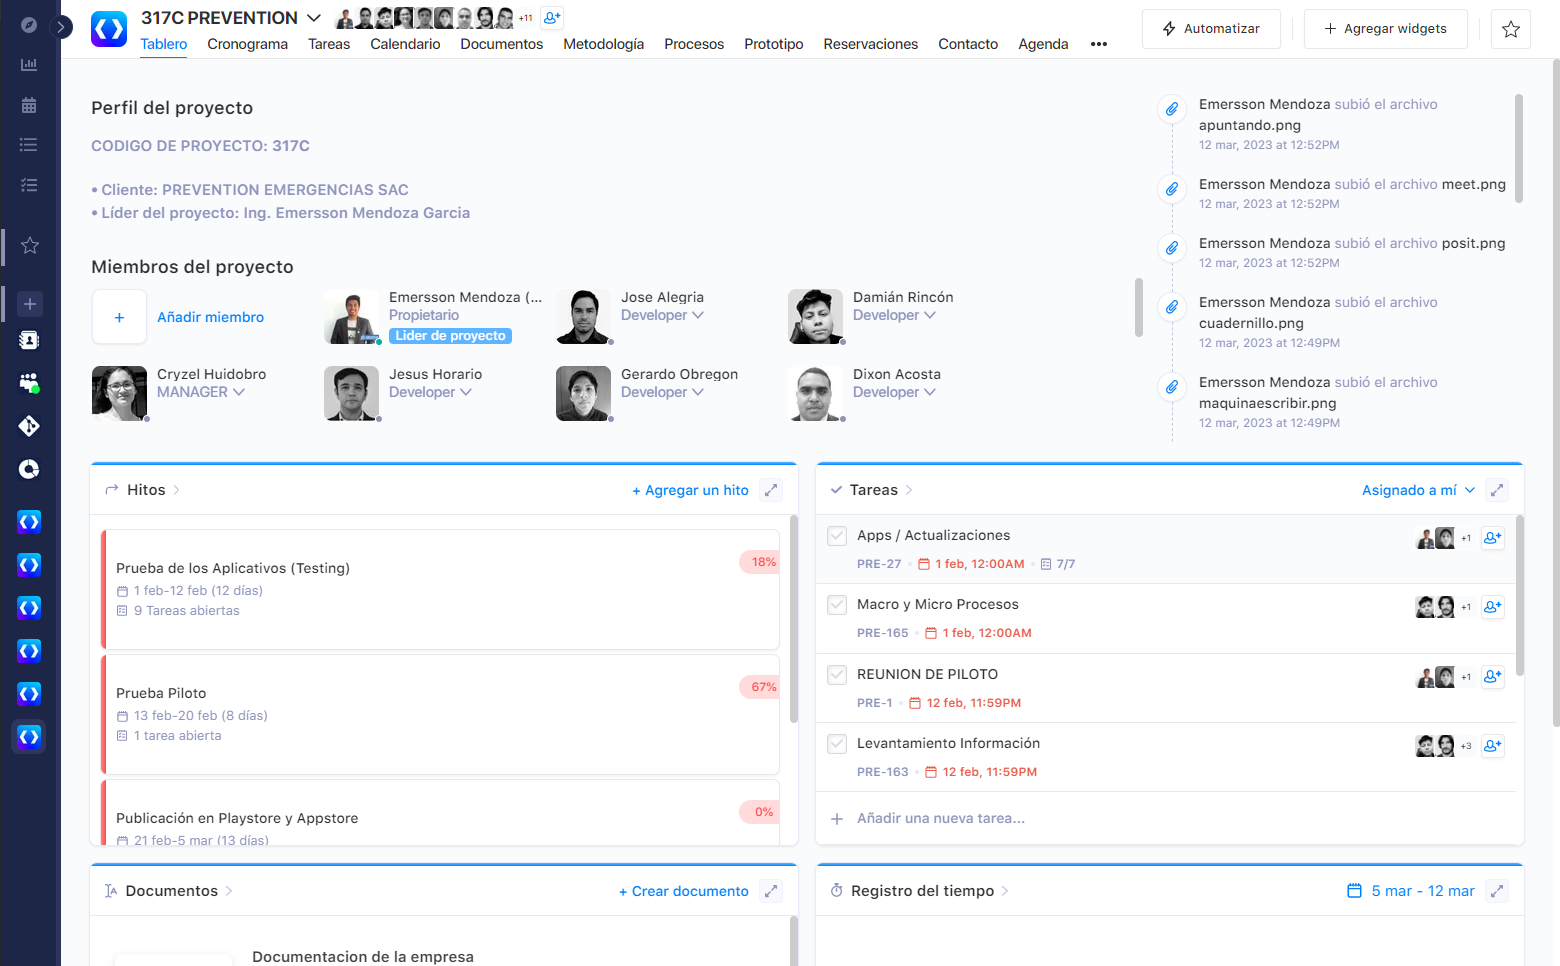 317C PREVENTION
+11
Tablero
Cronograma
Tareas
Calendario
Documentos
Metodología
Procesos
Prototipo
Reservaciones
Contacto
Agenda
Automatizar
+ Agregar widgets
Perfil del proyecto
CODIGO DE PROYECTO: 317C
• Cliente: PREVENTION EMERGENCIAS SAC
• Líder del proyecto: Ing. Emersson Mendoza Garcia
Emersson Mendoza subió el archivo
apuntando.png
12 mar, 2023 at 12:52PM
Emersson Mendoza subió el archivo meet.png
12 mar, 2023 at 12:52PM
Emersson Mendoza subió el archivo posit.png
12 mar, 2023 at 12:52PM
Emersson Mendoza subió el archivo
cuadernillo.png
12 mar, 2023 at 12:49PM
Emersson Mendoza subió el archivo
maquinaescribir.png
12 mar, 2023 at 12:49PM
Miembros del proyecto
+ Añadir miembro
Emersson Mendoza (...
Propietario
Lider de proyecto
Jose Alegria
Developer
Damián Rincón
Developer
Cryzel Huidobro
MANAGER
Jesus Horario
Developer
Gerardo Obregon
Developer
Dixon Acosta
Developer
Hitos
+ Agregar un hito
Prueba de los Aplicativos (Testing)
18%
1 feb-12 feb (12 días)
9 Tareas abiertas
Prueba Piloto
67%
13 feb-20 feb (8 días)
1 tarea abierta
Publicación en Playstore y Appstore
0%
21 feb-5 mar (13 días)
Tareas
Asignado a mí
Apps / Actualizaciones
+1
PRE-27 • 1 feb, 12:00AM • 7/7
Macro y Micro Procesos
+1
PRE-165 • 1 feb, 12:00AM
REUNION DE PILOTO
+1
PRE-1 • 12 feb, 11:59PM
Levantamiento Información
+3
PRE-163 • 12 feb, 11:59PM
+ Añadir una nueva tarea...
Documentos
+ Crear documento
Documentacion de la empresa
Registro del tiempo
5 mar - 12 mar